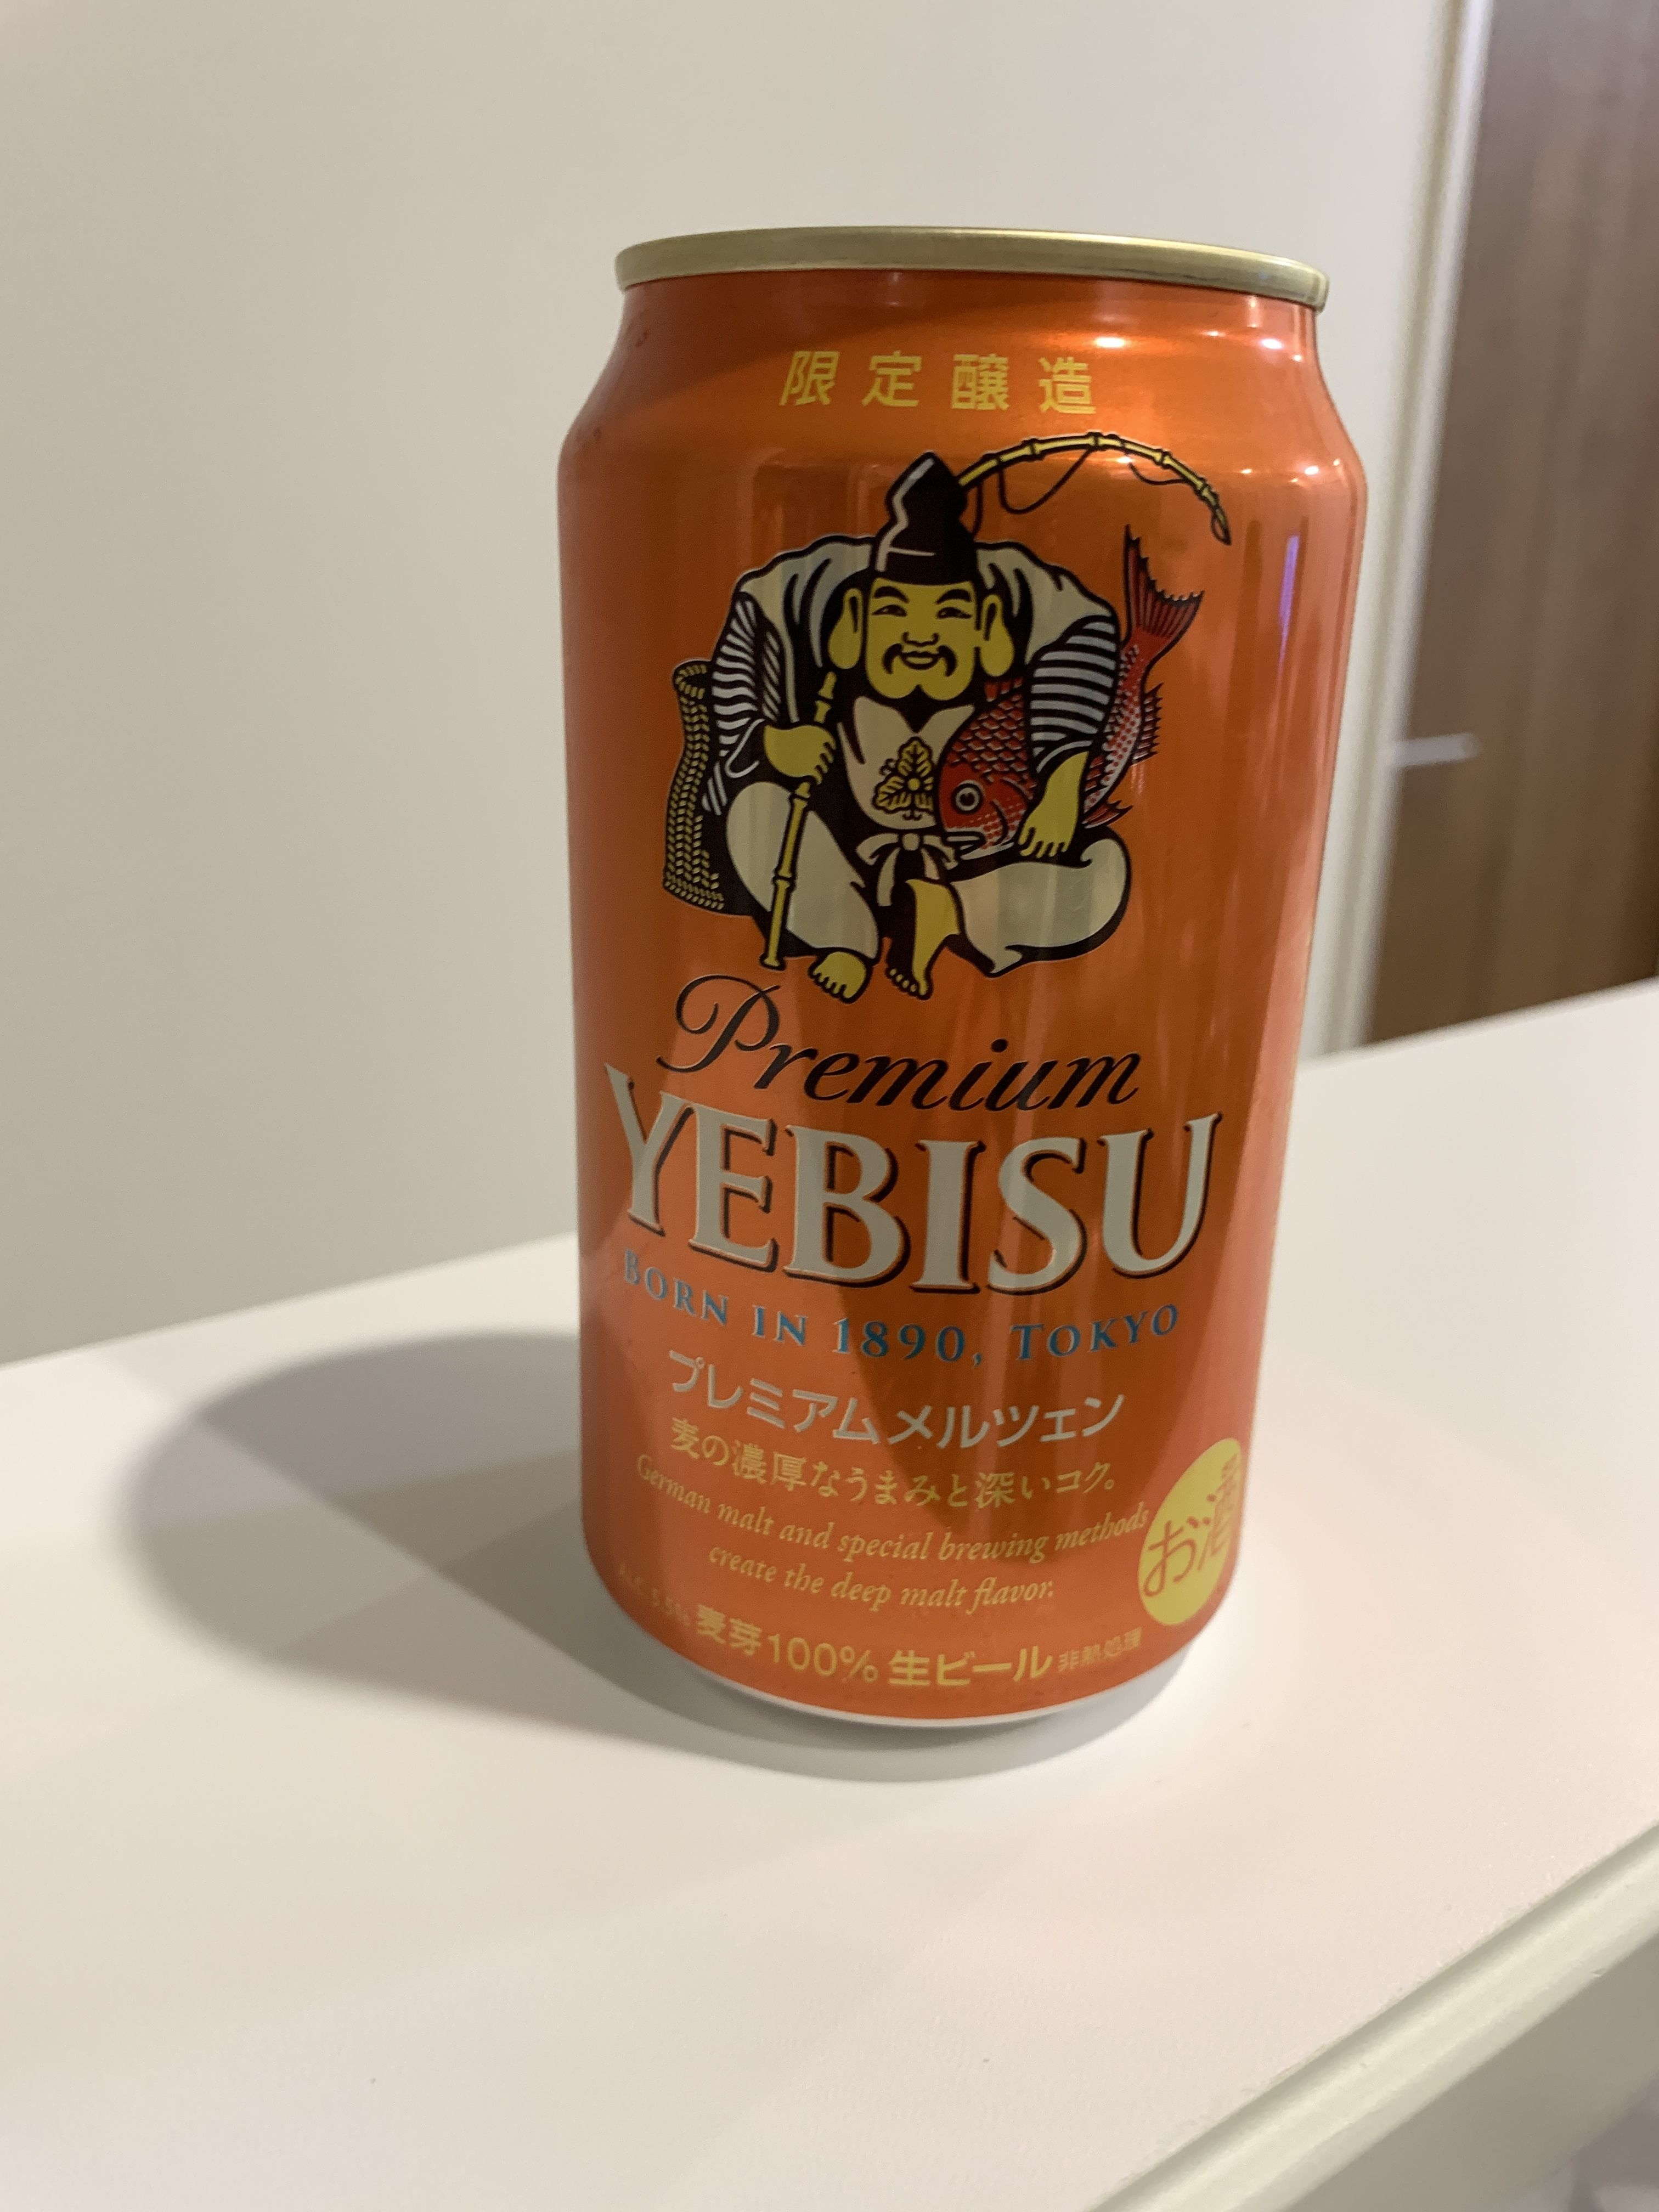 限定醸造
Premium
YEBISU
BORN IN 1890, TOKYO
プレミアムメルツェン
麦の濃厚なうまみと深いコク。
German malt and special brewing methods
create the deep malt flavor.
お酒
ALC.5.5% 麦芽100% 生ビール 非熱処理